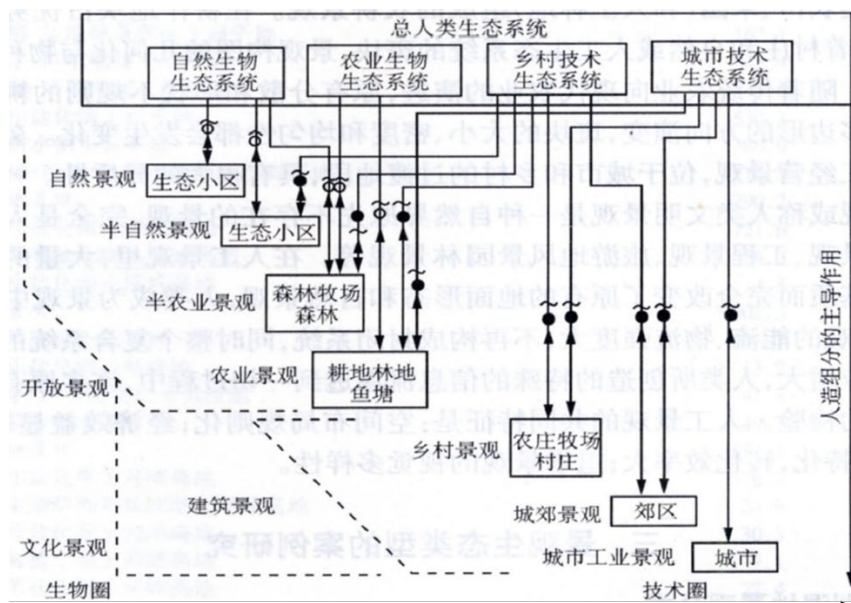 总人类生态系统
自然生物
生态系统
农业生物
生态系统
乡村技术
生态系统
城市技术
生态系统
自然景观
生态小区
半自然景观
生态小区
半农业景观
森林牧场
森林
农业景观
耕地林地
鱼塘
开放景观
乡村景观
农庄牧场
村庄
建筑景观
城郊景观
郊区
文化景观
城市工业景观
城市
生物圈
技术圈
人造组分的主导作用